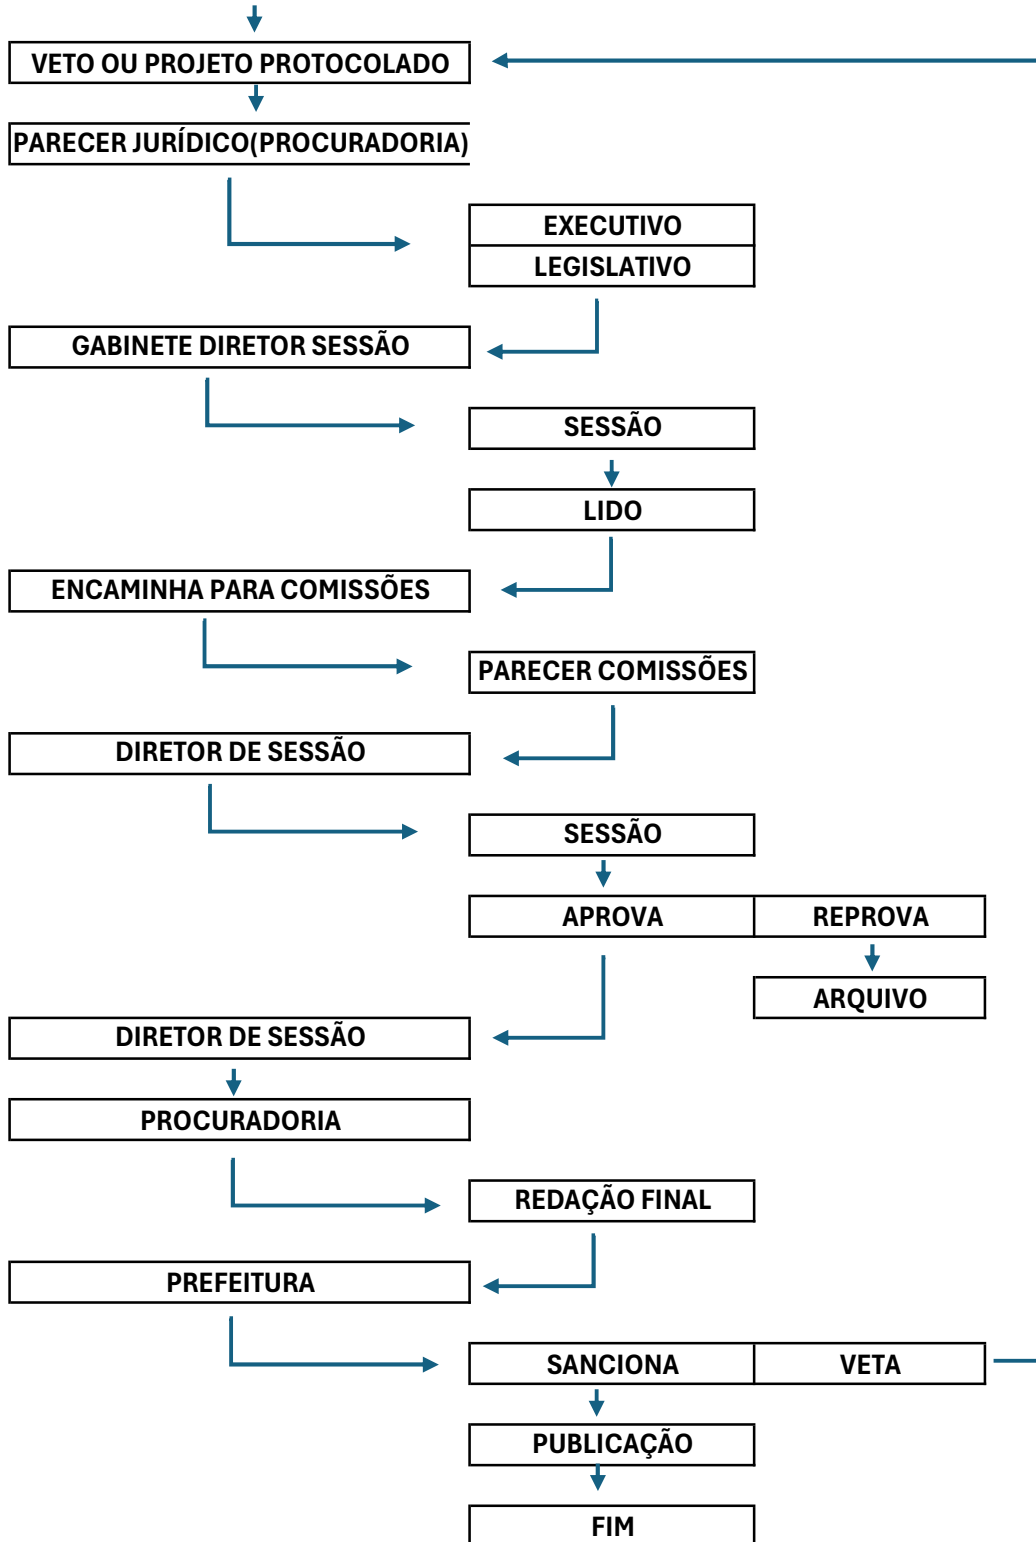 VETO OU PROJETO PROTOCOLADO
PARECER JURÍDICO(PROCURADORIA)
EXECUTIVO
LEGISLATIVO
GABINETE DIRETOR SESSÃO
SESSÃO
LIDO
ENCAMINHA PARA COMISSÕES
PARECER COMISSÕES
DIRETOR DE SESSÃO
SESSÃO
APROVA REPROVA
ARQUIVO
DIRETOR DE SESSÃO
PROCURADORIA
REDAÇÃO FINAL
PREFEITURA
SANCIONA VETA
PUBLICAÇÃO
FIM